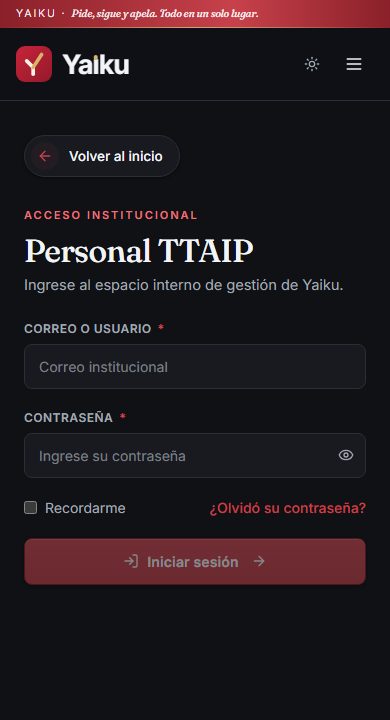 YAIKU · Pide, sigue y apela. Todo en un solo lugar.
Yaiku
Volver al inicio
ACCESO INSTITUCIONAL
Personal TTAIP
Ingrese al espacio interno de gestión de Yaiku.
CORREO O USUARIO *
Correo institucional
CONTRASEÑA *
Ingrese su contraseña
Recordarme ¿Olvidó su contraseña?
Iniciar sesión